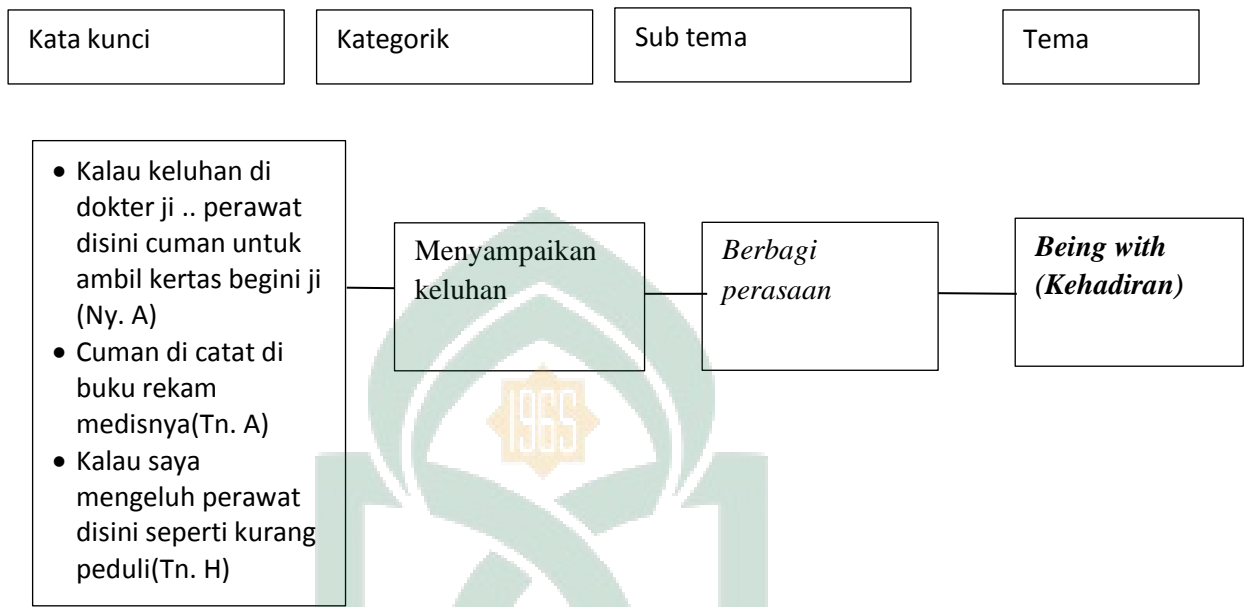 Kata kunci
Kategorik
Sub tema
Tema
• Kalau keluhan di
dokter ji .. perawat
disini cuman untuk
ambil kertas begini ji
(Ny. A)
• Cuman di catat di
buku rekam
medisnya(Tn. A)
• Kalau saya
mengeluh perawat
disini seperti kurang
peduli(Tn. H)
Menyampaikan
keluhan
Berbagi
perasaan
Being with
(Kehadiran)
1965